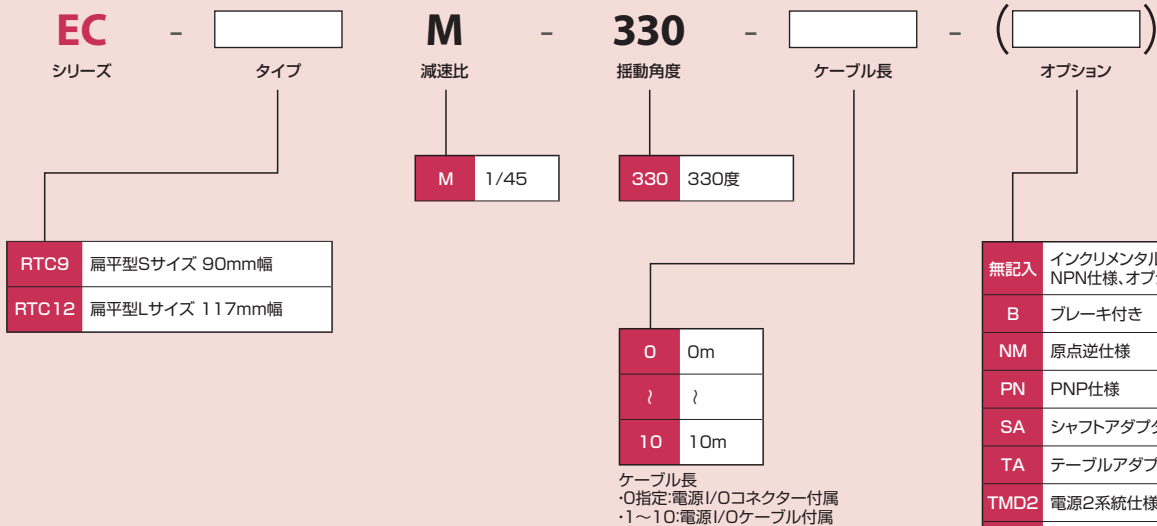 EC - M - 330 - - ( )
シリーズ タイプ 減速比 揺動角度 ケーブル長 オプション
M 1/45
330 330度
RTC9 扁平型Sサイズ 90mm幅
RTC12 扁平型Lサイズ 117mm幅
0 0m
~ ~
10 10m
ケーブル長
・0指定:電源I/Oコネクター付属
・1～10:電源I/Oケーブル付属
無記入 インクリメンタル
NPN仕様、オプ
B ブレーキ付き
NM 原点逆仕様
PN PNP仕様
SA シャフトアダプタ
TA テーブルアダプ
TMD2 電源2系統仕様